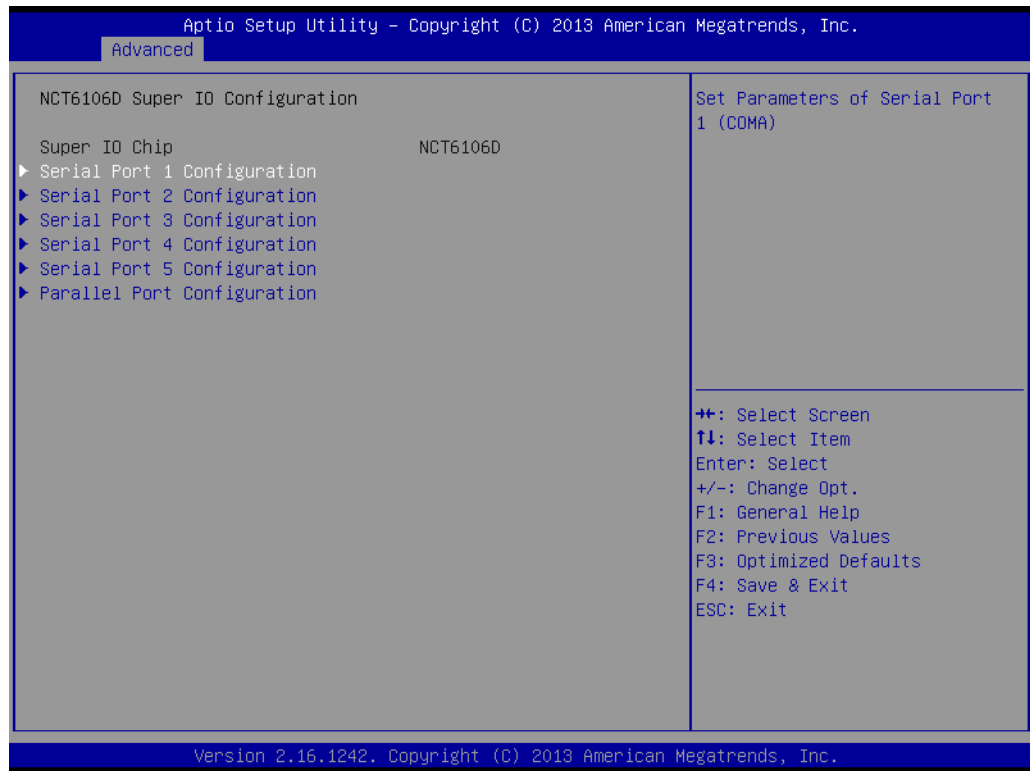 Aptio Setup Utility – Copyright (C) 2013 American Megatrends, Inc.
Advanced
NCT6106D Super IO Configuration
Super IO Chip NCT6106D
Serial Port 1 Configuration
Serial Port 2 Configuration
Serial Port 3 Configuration
Serial Port 4 Configuration
Serial Port 5 Configuration
Parallel Port Configuration
Set Parameters of Serial Port
1 (COMA)
→←: Select Screen
↑↓: Select Item
Enter: Select
+/-: Change Opt.
F1: General Help
F2: Previous Values
F3: Optimized Defaults
F4: Save & Exit
ESC: Exit
Version 2.16.1242. Copyright (C) 2013 American Megatrends, Inc.